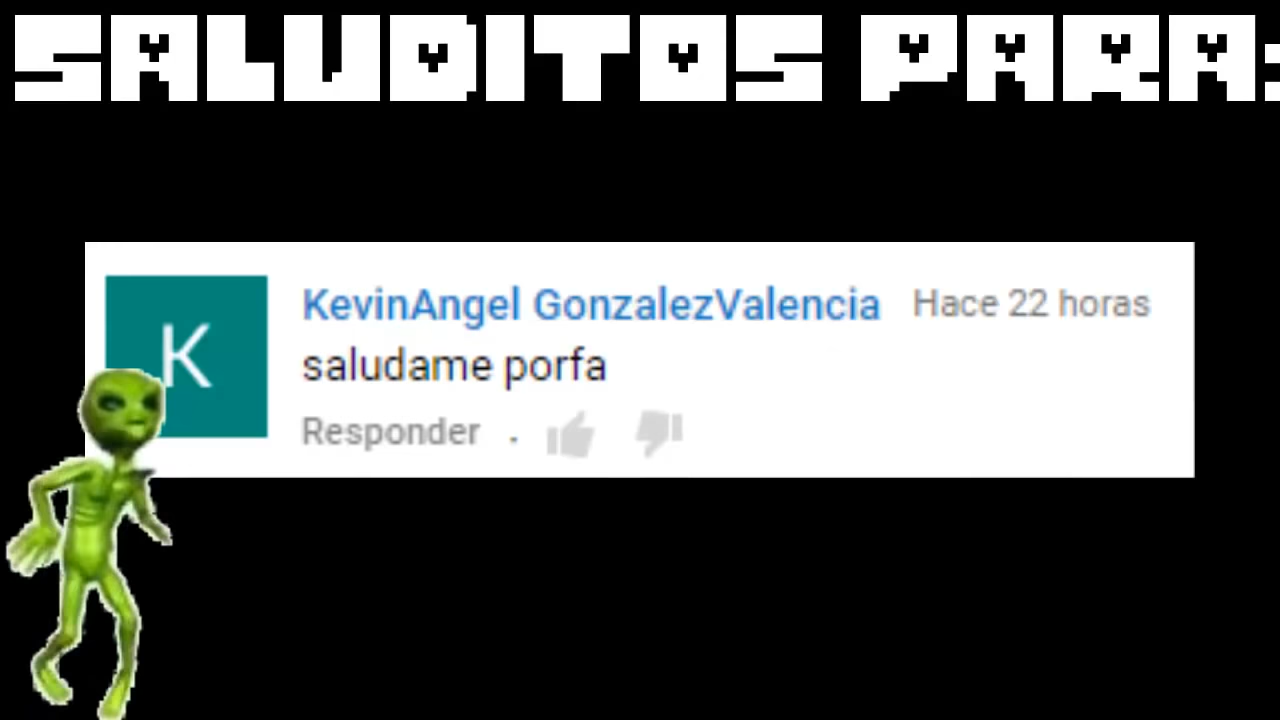 SALUDITOS PARA:
K
KevinAngel GonzalezValencia Hace 22 horas
saludame porfa
Responder .